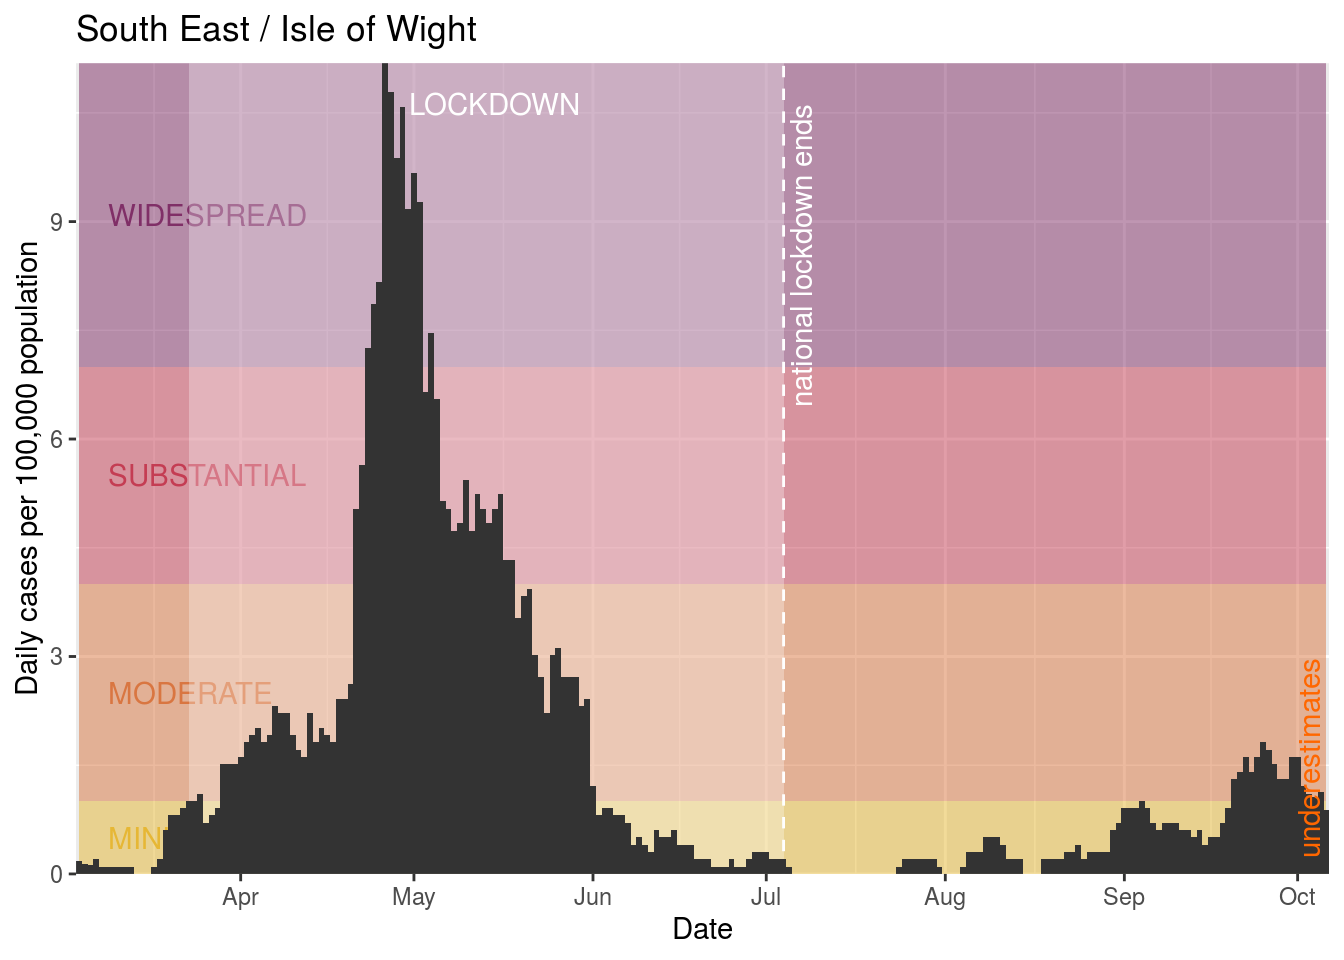 South East / Isle of Wight
Daily cases per 100,000 population
9
6
3
0
LOCKDOWN
WIDESPREAD
SUBSTANTIAL
MODERATE
MIN
national lockdown ends
underestimates
Apr
May
Jun
Jul
Aug
Sep
Oct
Date